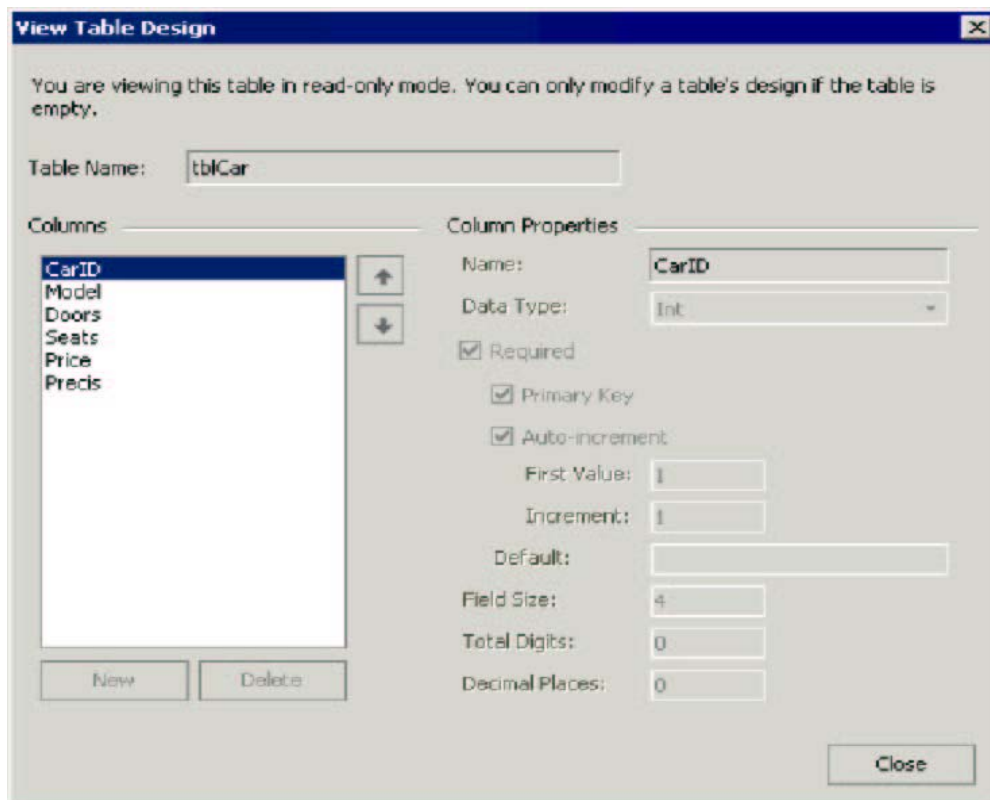 View Table Design
You are viewing this table in read-only mode. You can only modify a table's design if the table is
empty.
Table Name: tblCar
Columns
CarID
Model
Doors
Seats
Price
Precis
New Delete
Column Properties
Name: CarID
Data Type: Int
Required
Primary Key
Auto-increment
First Value: 1
Increment: 1
Default:
Field Size: 4
Total Digits: 0
Decimal Places: 0
Close